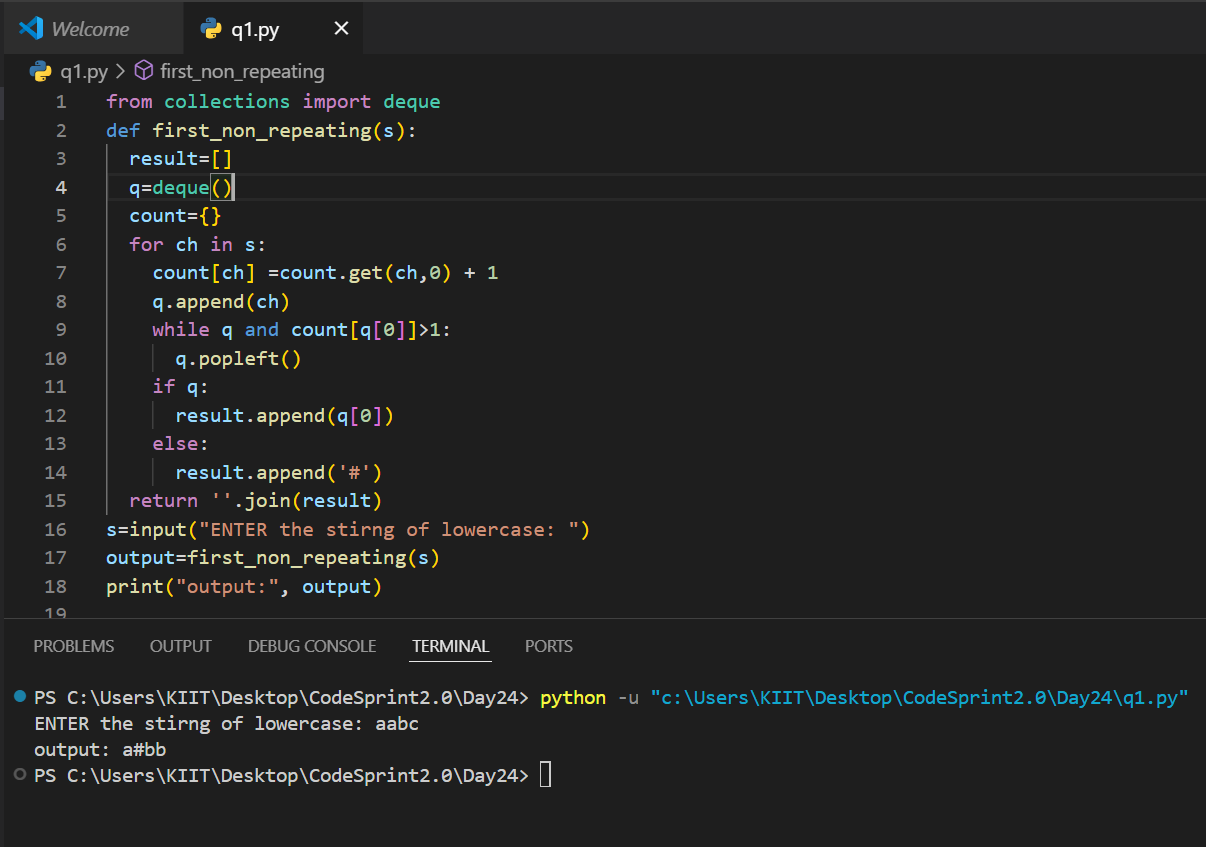 Welcome
q1.py
q1.py > first_non_repeating
1 from collections import deque
2 def first_non_repeating(s):
3   result=[]
4   q=deque()
5   count={}
6   for ch in s:
7     count[ch] =count.get(ch,0) + 1
8     q.append(ch)
9     while q and count[q[0]]>1:
10       q.popleft()
11     if q:
12       result.append(q[0])
13     else:
14       result.append('#')
15   return ''.join(result)
16 s=input("ENTER the stirng of lowercase: ")
17 output=first_non_repeating(s)
18 print("output:", output)
19
PROBLEMS OUTPUT DEBUG CONSOLE TERMINAL PORTS
PS C:\Users\KIIT\Desktop\CodeSprint2.0\Day24> python -u "c:\Users\KIIT\Desktop\CodeSprint2.0\Day24\q1.py"
ENTER the stirng of lowercase: aabc
output: a#bb
PS C:\Users\KIIT\Desktop\CodeSprint2.0\Day24>